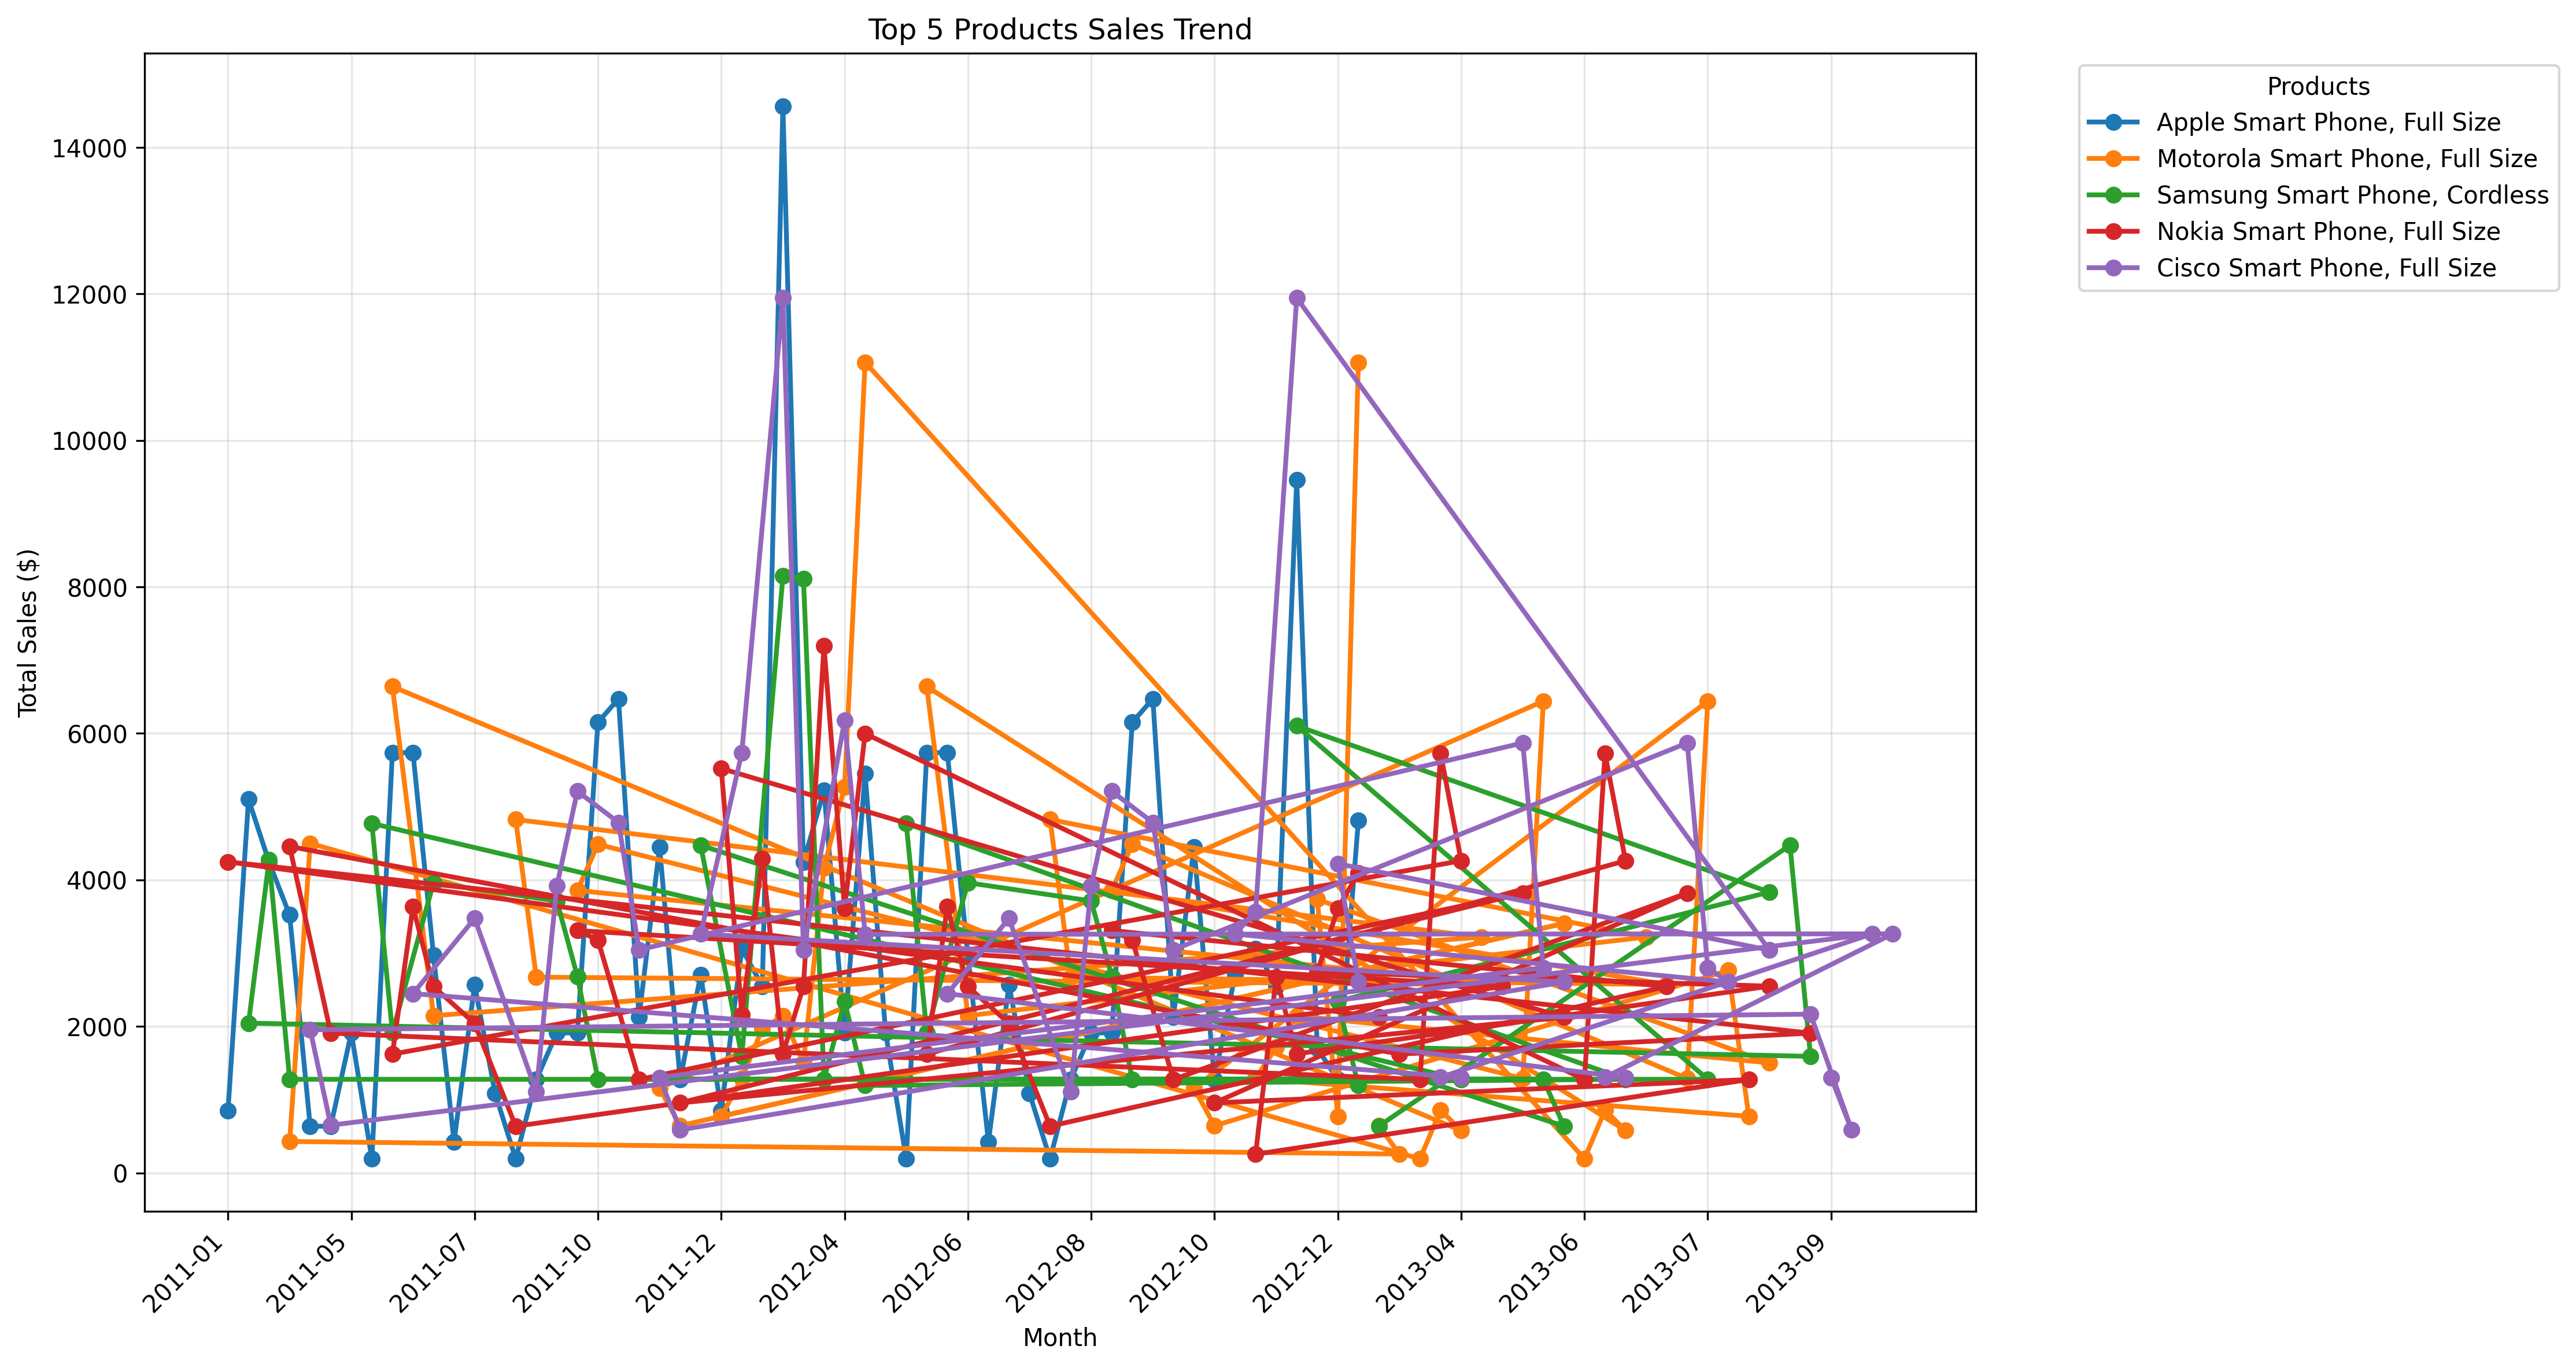 Top 5 Products Sales Trend
Products
Apple Smart Phone, Full Size
Motorola Smart Phone, Full Size
Samsung Smart Phone, Cordless
Nokia Smart Phone, Full Size
Cisco Smart Phone, Full Size
Total Sales ($)
14000
12000
10000
8000
6000
4000
2000
0
2011-01
2011-05
2011-07
2011-10
2011-12
2012-04
2012-06
2012-08
2012-10
2012-12
2013-04
2013-06
2013-07
2013-09
Month